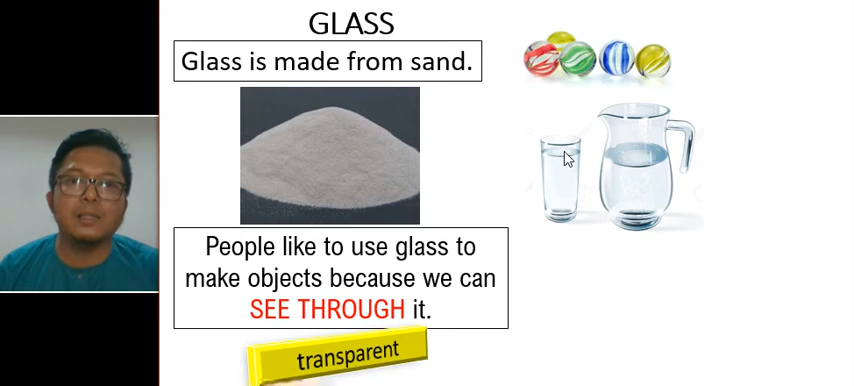 GLASS
Glass is made from sand.
People like to use glass to
make objects because we can
SEE THROUGH it.
transparent